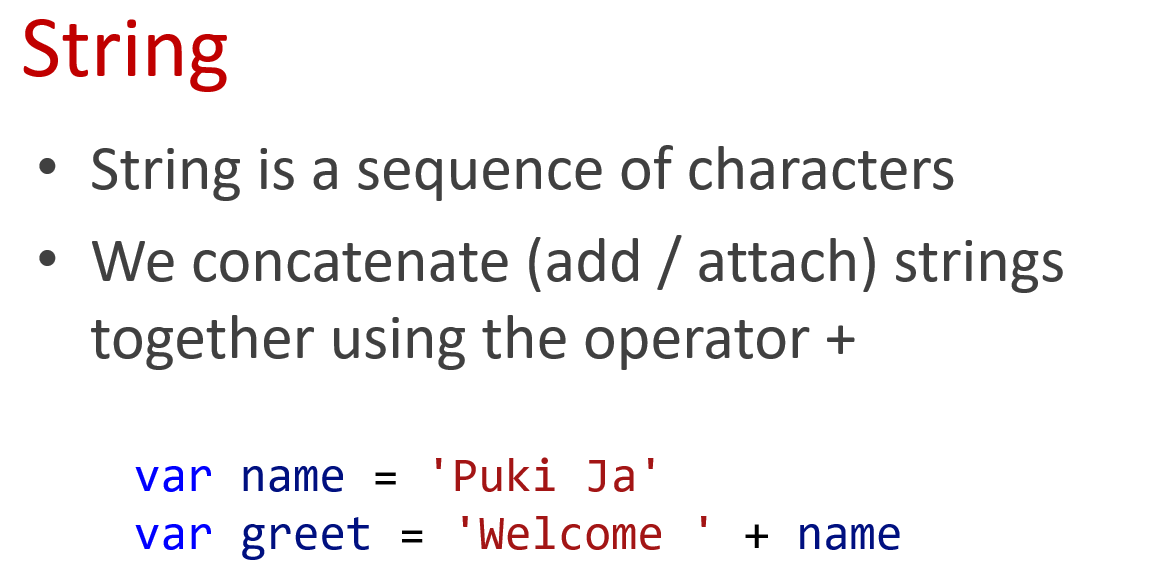 String
• String is a sequence of characters
• We concatenate (add / attach) strings
together using the operator +
var name = 'Puki Ja'
var greet = 'Welcome ' + name